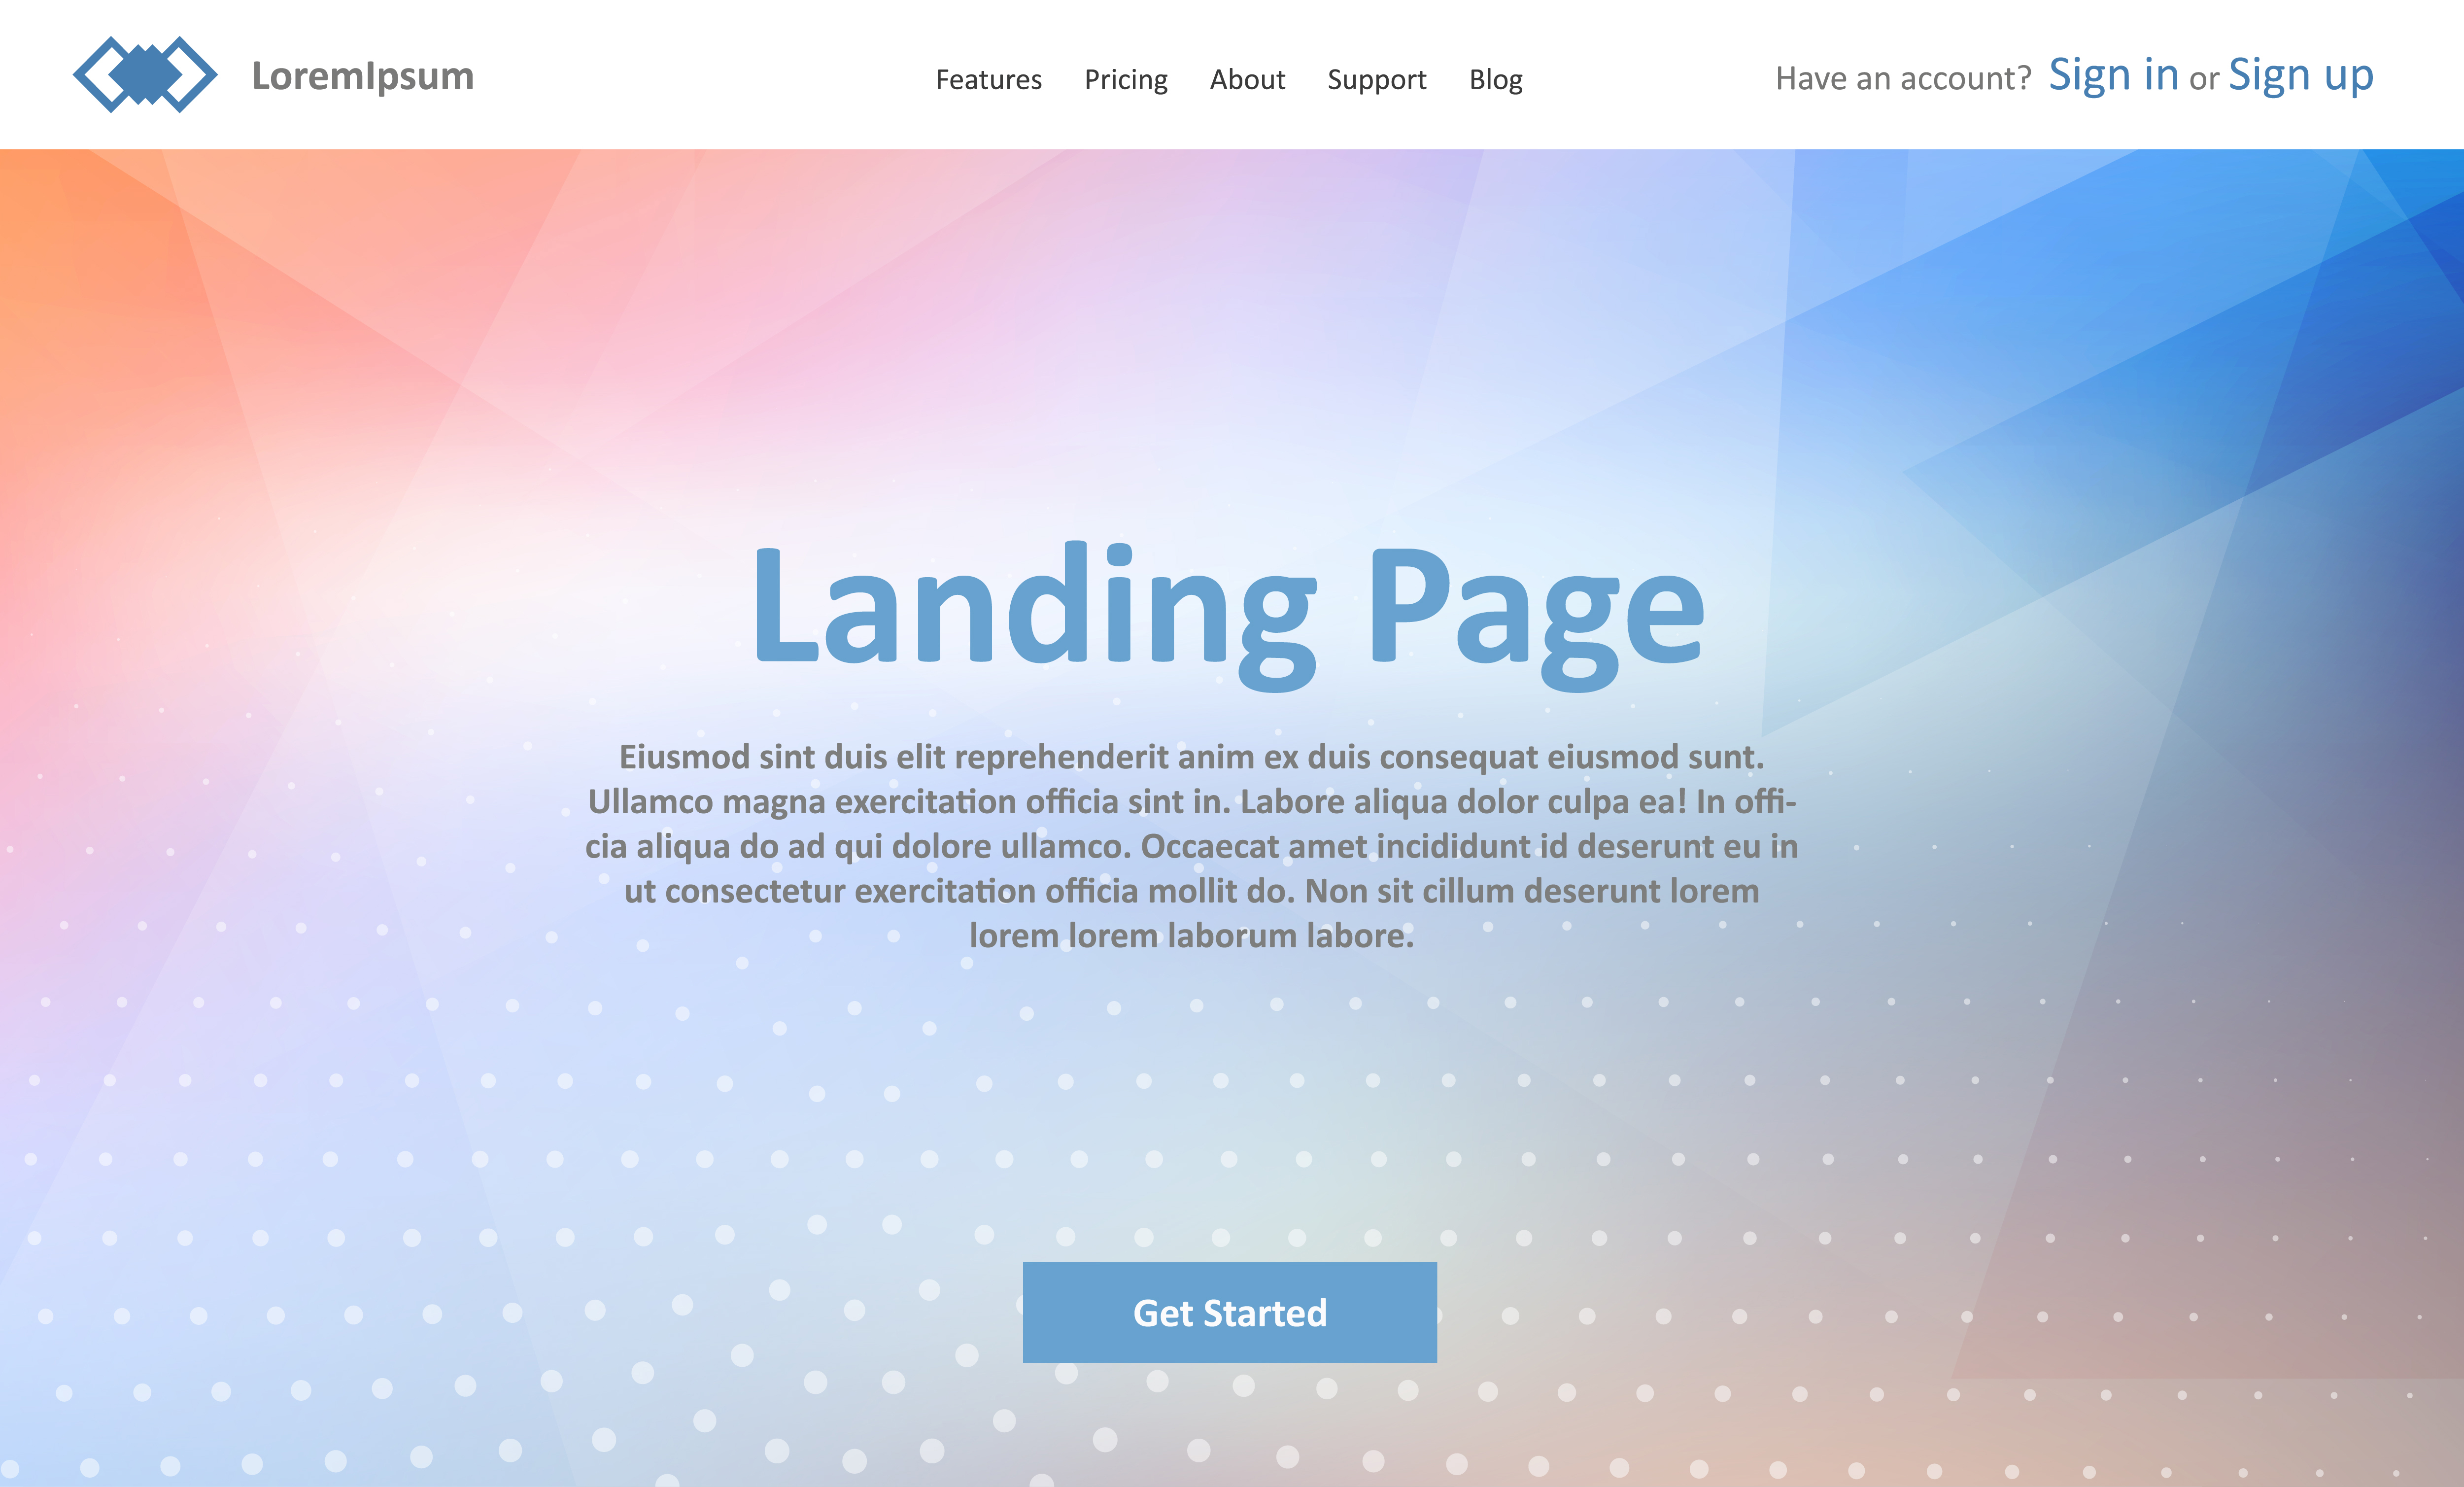 LoremIpsum
Features Pricing About Support Blog
Have an account? Sign in or Sign up
Landing Page
Eiusmod sint duis elit reprehenderit anim ex duis consequat eiusmod sunt.
Ullamco magna exercitation officia sint in. Labore aliqua dolor culpa ea! In offi-
cia aliqua do ad qui dolore ullamco. Occaecat amet incididunt id deserunt eu in
ut consectetur exercitation officia mollit do. Non sit cillum deserunt lorem
lorem lorem laborum labore.
Get Started